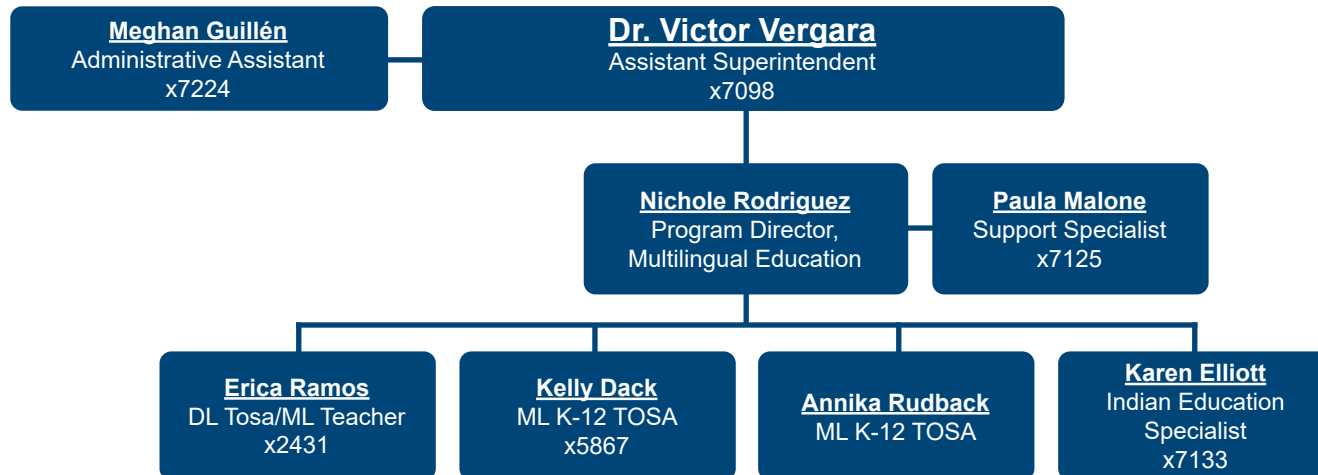 Meghan Guillén
Administrative Assistant
x7224
Dr. Victor Vergara
Assistant Superintendent
x7098
Nichole Rodriguez
Program Director,
Multilingual Education
Paula Malone
Support Specialist
x7125
Erica Ramos
DL Tosa/ML Teacher
x2431
Kelly Dack
ML K-12 TOSA
x5867
Annika Rudback
ML K-12 TOSA
Karen Elliott
Indian Education
Specialist
x7133